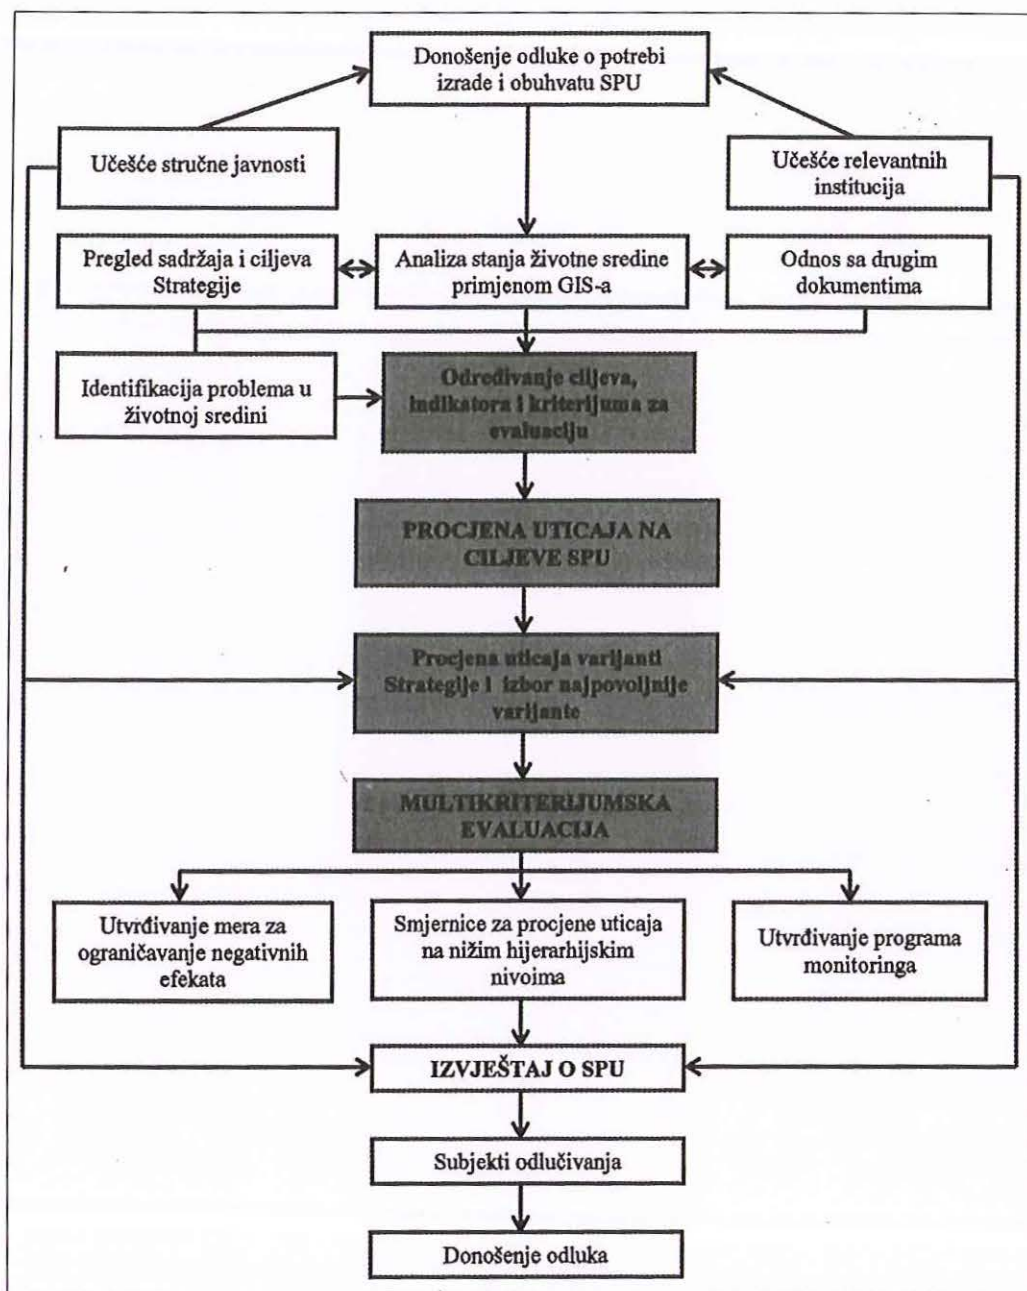 Donošenje odluke o potrebi
izrade i obuhvatu SPU
Učešće stručne javnosti
Učešće relevantnih
institucija
Pregled sadržaja i ciljeva
Strategije
Analiza stanja životne sredine
primjenom GIS-a
Odnos sa drugim
dokumentima
Identifikacija problema u
životnoj sredini
Određivanje ciljeva,
indikatora i kriterijuma za
evaluaciju
PROCJENA UTICAJA NA
CILJEVE SPU
Procjena uticaja varijanti
Strategije i izbor najpovoljnije
varijante
MULTIKRITERIJUMSKA
EVALUACIJA
Utvrđivanje mera za
ograničavanje negativnih
efekata
Smjernice za procjene uticaja
na nižim hijerarhijskim
nivoima
Utvrđivanje programa
monitoringa
IZVJEŠTAJ O SPU
Subjekti odlučivanja
Donošenje odluka